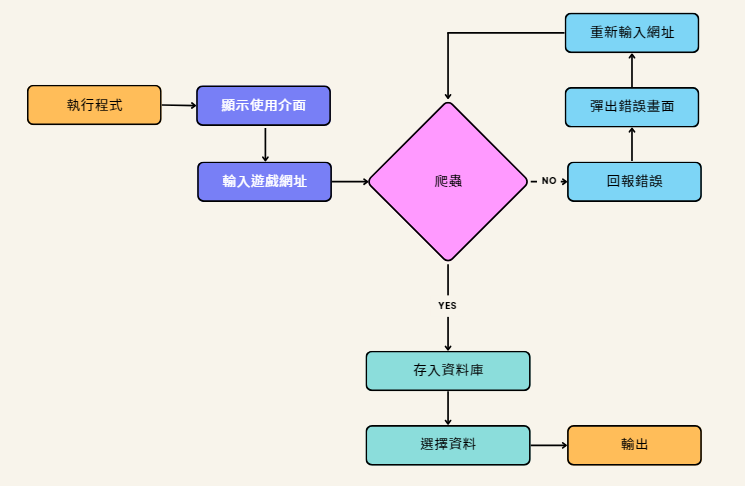 重新輸入網址
執行程式
顯示使用介面
彈出錯誤畫面
輸入遊戲網址
爬蟲
NO
回報錯誤
YES
存入資料庫
選擇資料
輸出